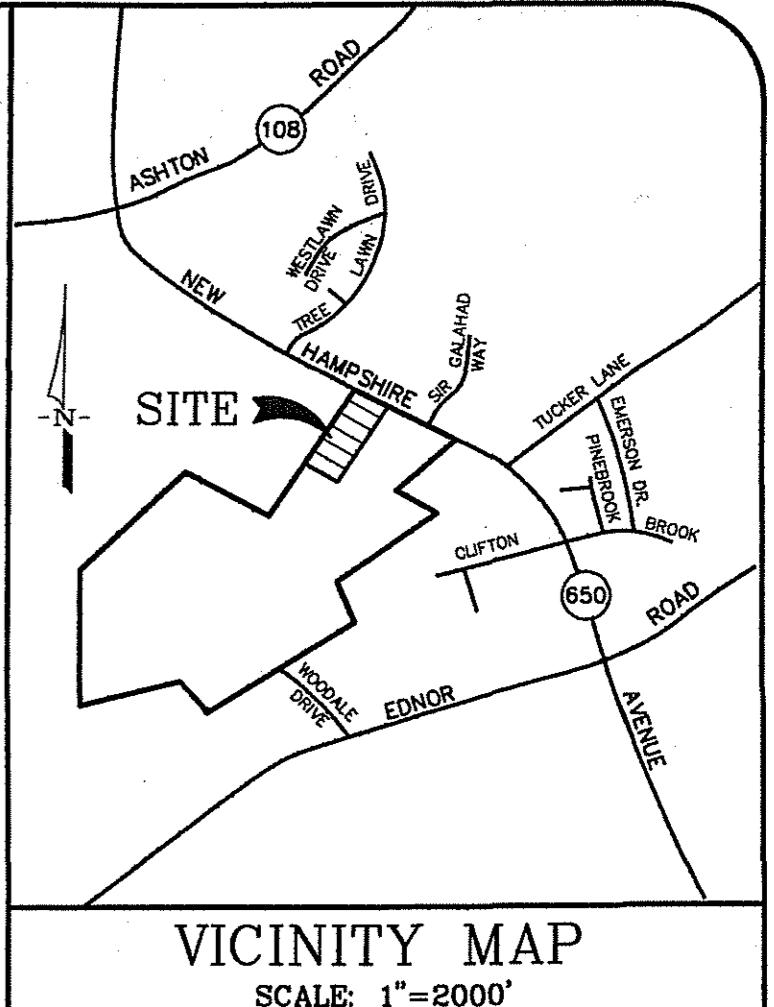 ASHTON ROAD
108
NEW HAMPSHIRE AVENUE
WESTLAWN
DRIVE
TREE LAWN DRIVE
SIR GALAHAD
WAY
SITE
-N-
TUCKER LANE
EMERSON DR.
PINEBROOK
CLIFTON BROOK
650
EDNOR ROAD
WOODALE
DRIVE
VICINITY MAP
SCALE: 1"=2000'